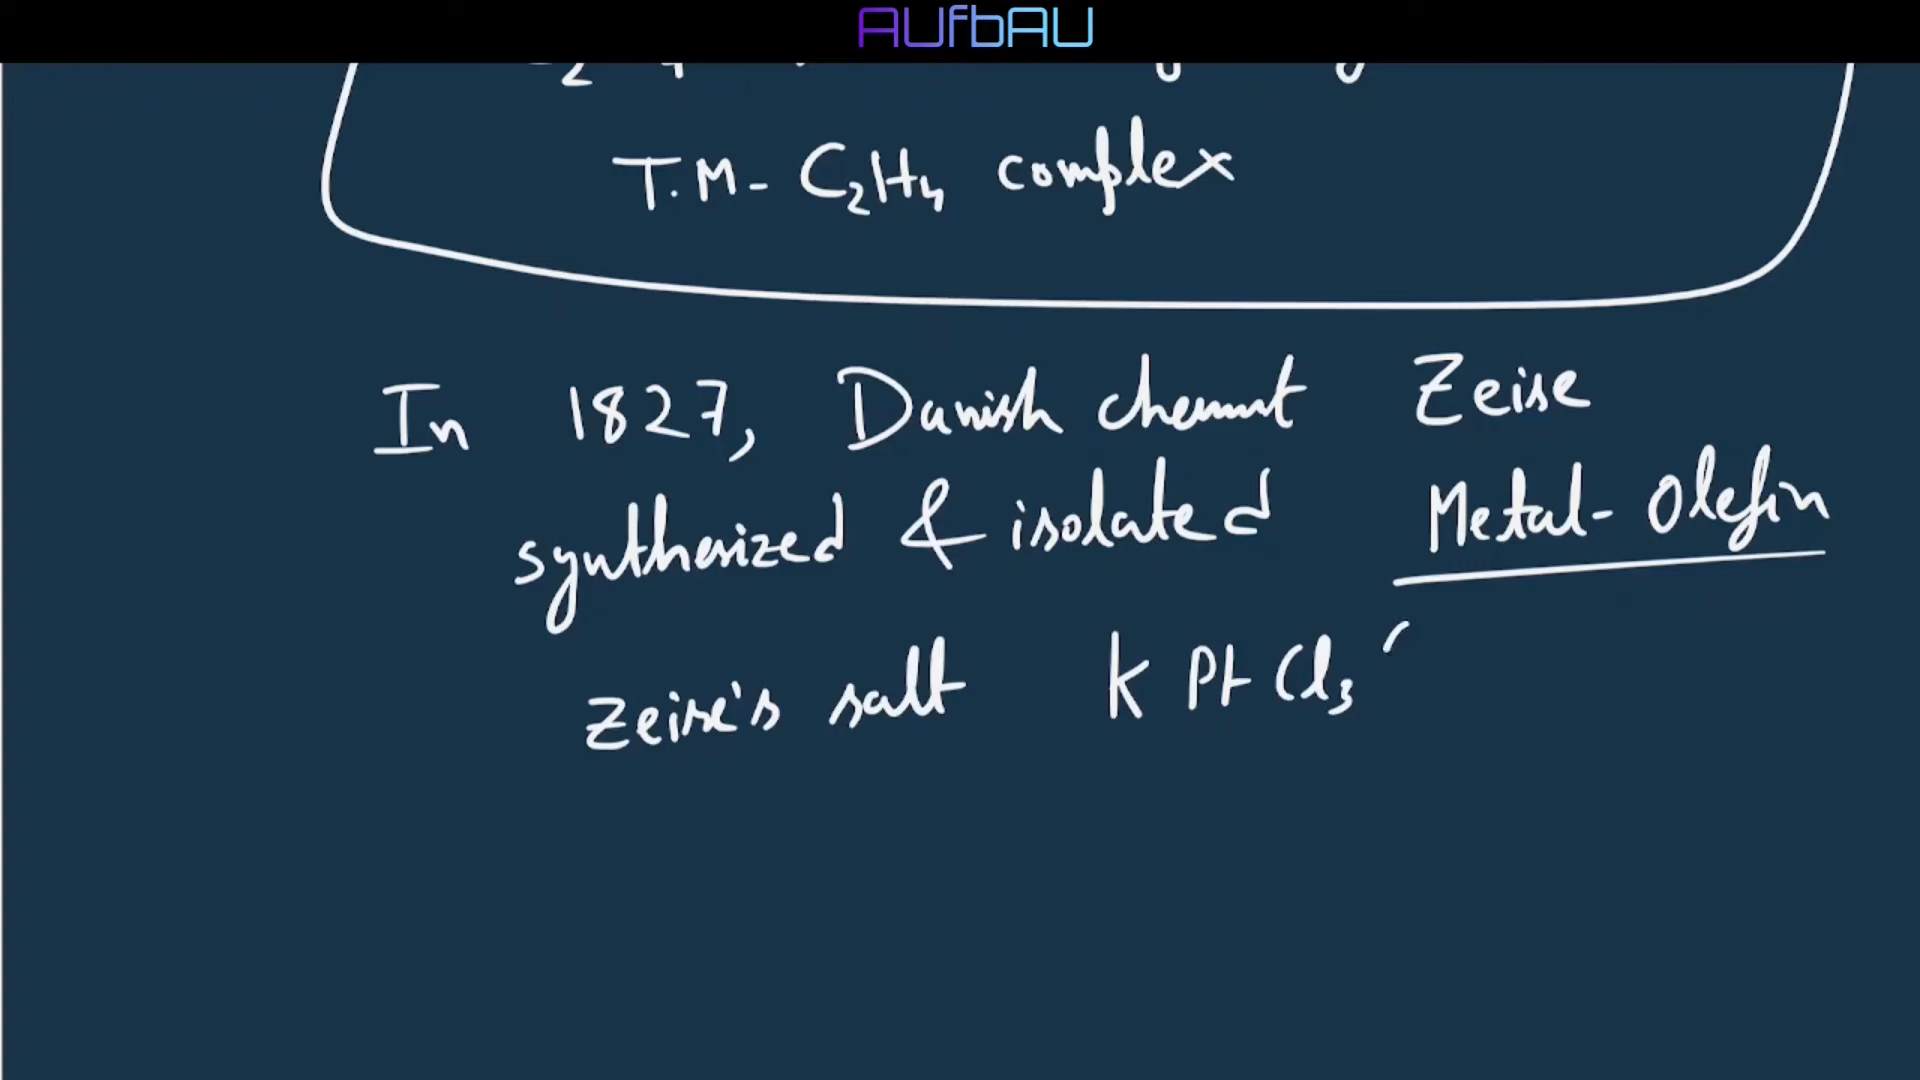 AUfbAU
T.M- C₂H₄ complex
In 1827, Danish chemist Zeise
synthesized & isolated Metal-Olefin
Zeise's salt K Pt Cl₃